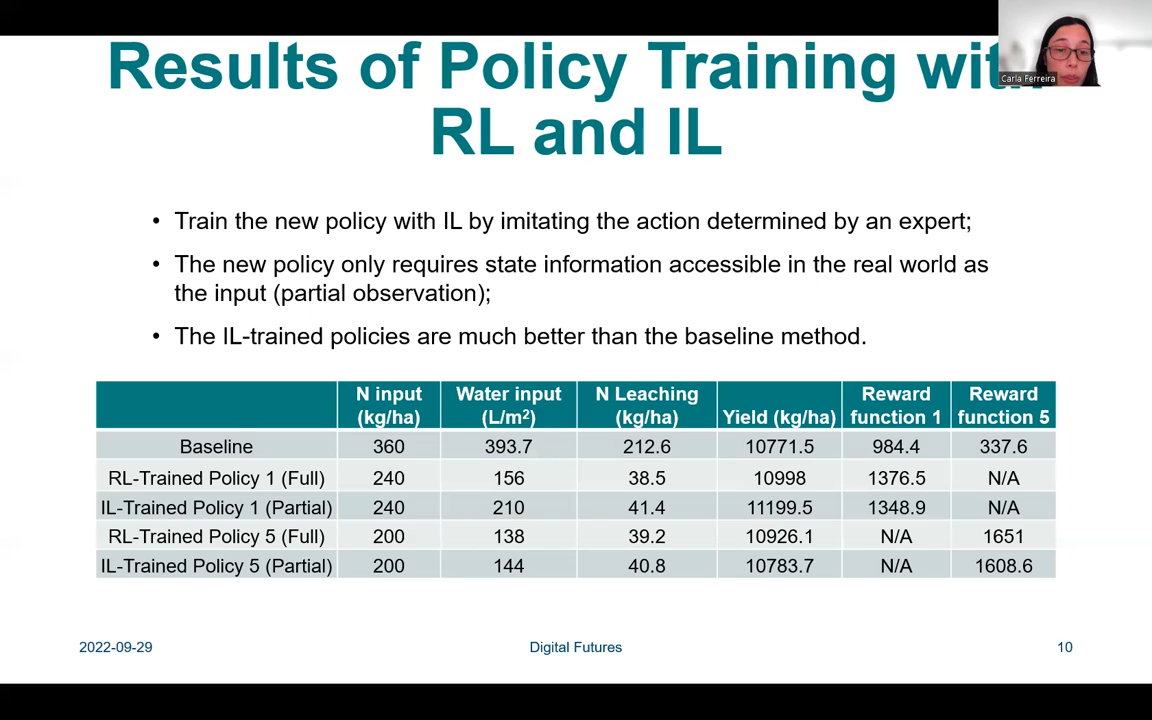 Results of Policy Training with
RL and IL
Carla Ferreira
• Train the new policy with IL by imitating the action determined by an expert;
• The new policy only requires state information accessible in the real world as
the input (partial observation);
• The IL-trained policies are much better than the baseline method.
N input (kg/ha) Water input (L/m²) N Leaching (kg/ha) Yield (kg/ha) Reward function 1 Reward function 5
Baseline 360 393.7 212.6 10771.5 984.4 337.6
RL-Trained Policy 1 (Full) 240 156 38.5 10998 1376.5 N/A
IL-Trained Policy 1 (Partial) 240 210 41.4 11199.5 1348.9 N/A
RL-Trained Policy 5 (Full) 200 138 39.2 10926.1 N/A 1651
IL-Trained Policy 5 (Partial) 200 144 40.8 10783.7 N/A 1608.6
2022-09-29 Digital Futures 10